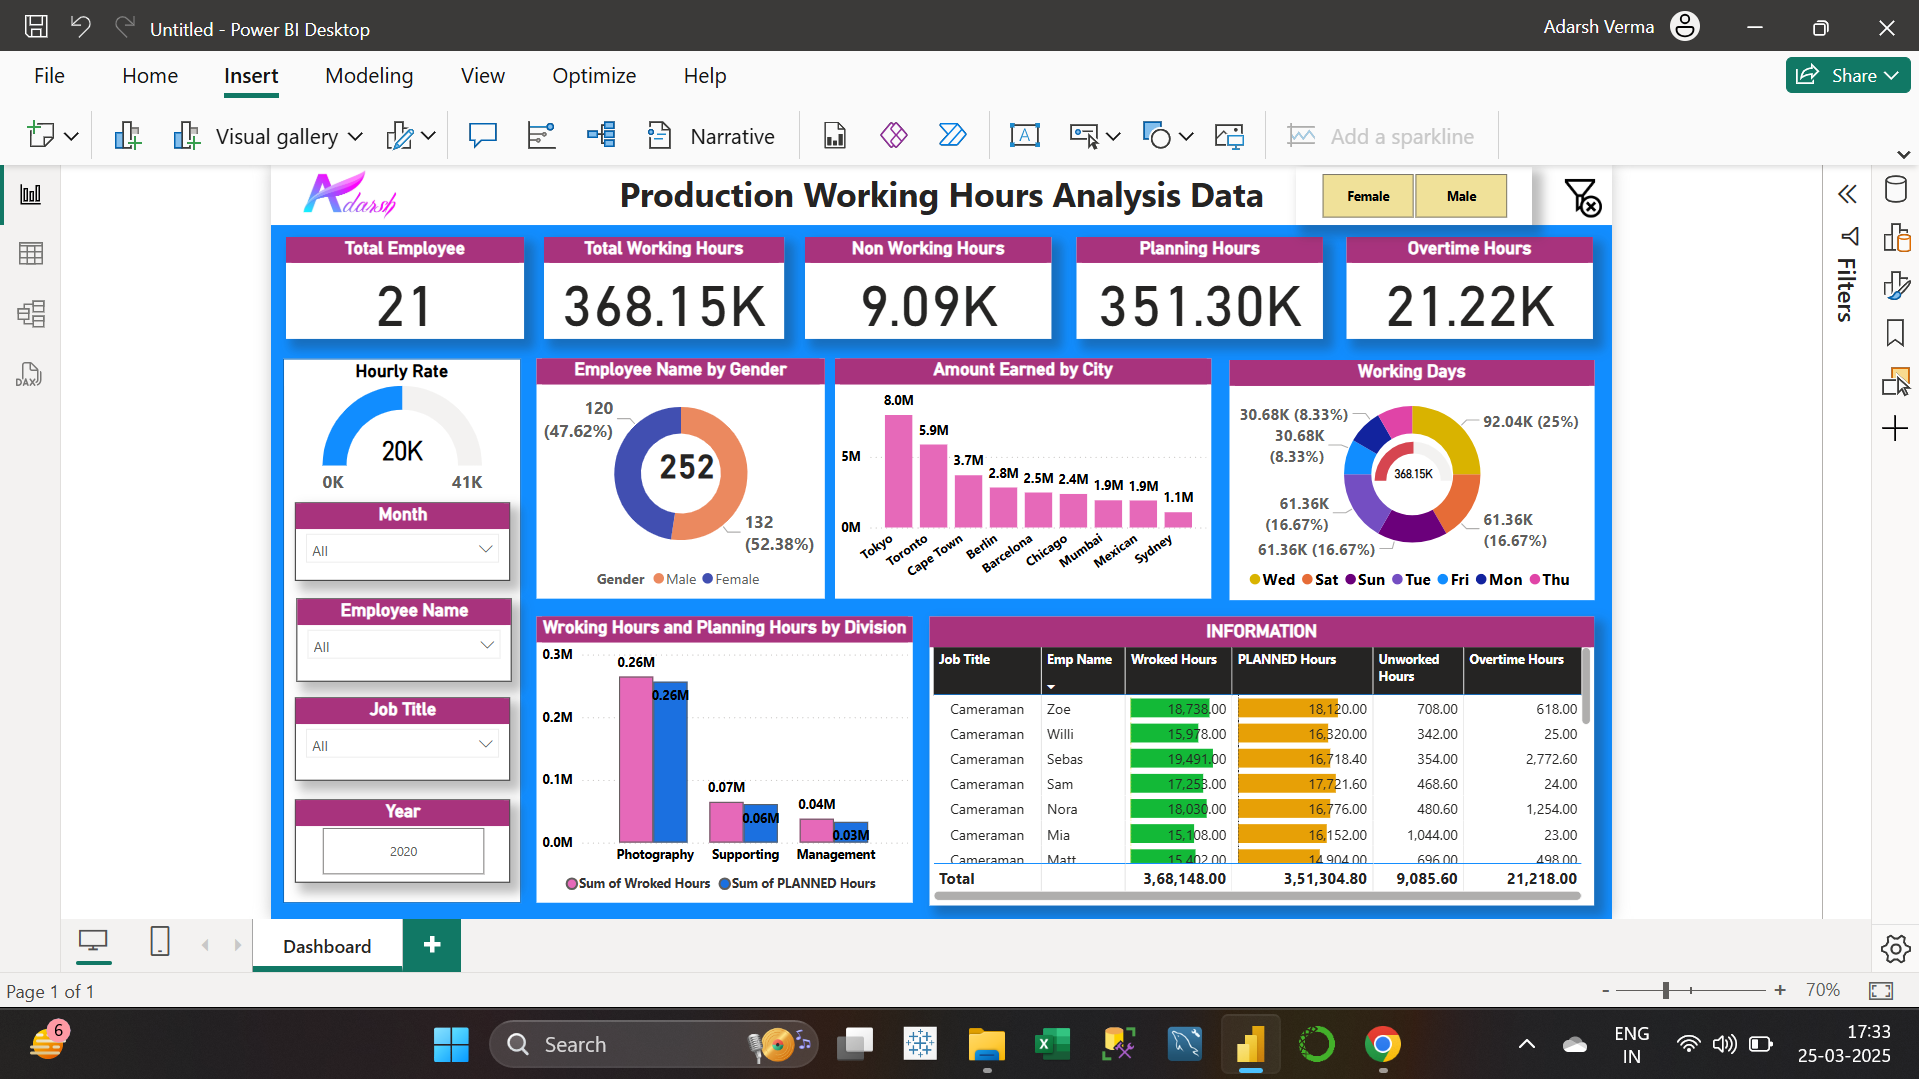 Untitled - Power BI Desktop
Adarsh Verma
File Home Insert Modeling View Optimize Help
Share
Visual gallery
Narrative
Add a sparkline
Adarsh
Production Working Hours Analysis Data
Female
Male
Filters
Total Employee
21
Total Working Hours
368.15K
Non Working Hours
9.09K
Planning Hours
351.30K
Overtime Hours
21.22K
Hourly Rate
20K
0K
41K
Month
All
Employee Name
All
Job Title
All
Year
2020
Employee Name by Gender
120
(47.62%)
252
132
(52.38%)
Gender Male Female
Amount Earned by City
8.0M
5.9M
3.7M
2.8M
2.5M
2.4M
1.9M
1.9M
1.1M
5M
0M
Tokyo
Toronto
Cape Town
Berlin
Barcelona
Chicago
Mumbai
Mexican
Sydney
Working Days
30.68K (8.33%)
30.68K
(8.33%)
61.36K
(16.67%)
61.36K (16.67%)
92.04K (25%)
61.36K
(16.67%)
368.15K
Wed Sat Sun Tue Fri Mon Thu
Wroking Hours and Planning Hours by Division
0.3M
0.2M
0.1M
0.0M
0.26M
0.26M
0.07M
0.06M
0.04M
0.03M
Photography Supporting Management
Sum of Wroked Hours Sum of PLANNED Hours
INFORMATION
Job Title Emp Name Wroked Hours PLANNED Hours Unworked Hours Overtime Hours
Cameraman Zoe 18,738.00 18,120.00 708.00 618.00
Cameraman Willi 15,978.00 16,320.00 342.00 25.00
Cameraman Sebas 19,491.00 16,718.40 354.00 2,772.60
Cameraman Sam 17,253.00 17,721.60 468.60 24.00
Cameraman Nora 18,030.00 16,776.00 480.60 1,254.00
Cameraman Mia 15,108.00 16,152.00 1,044.00 23.00
Cameraman Matt 15,402.00 14,904.00 696.00 498.00
Total 3,68,148.00 3,51,304.80 9,085.60 21,218.00
DAX
Dashboard
Page 1 of 1
- + 70%
6
Search
ENG
IN
17:33
25-03-2025